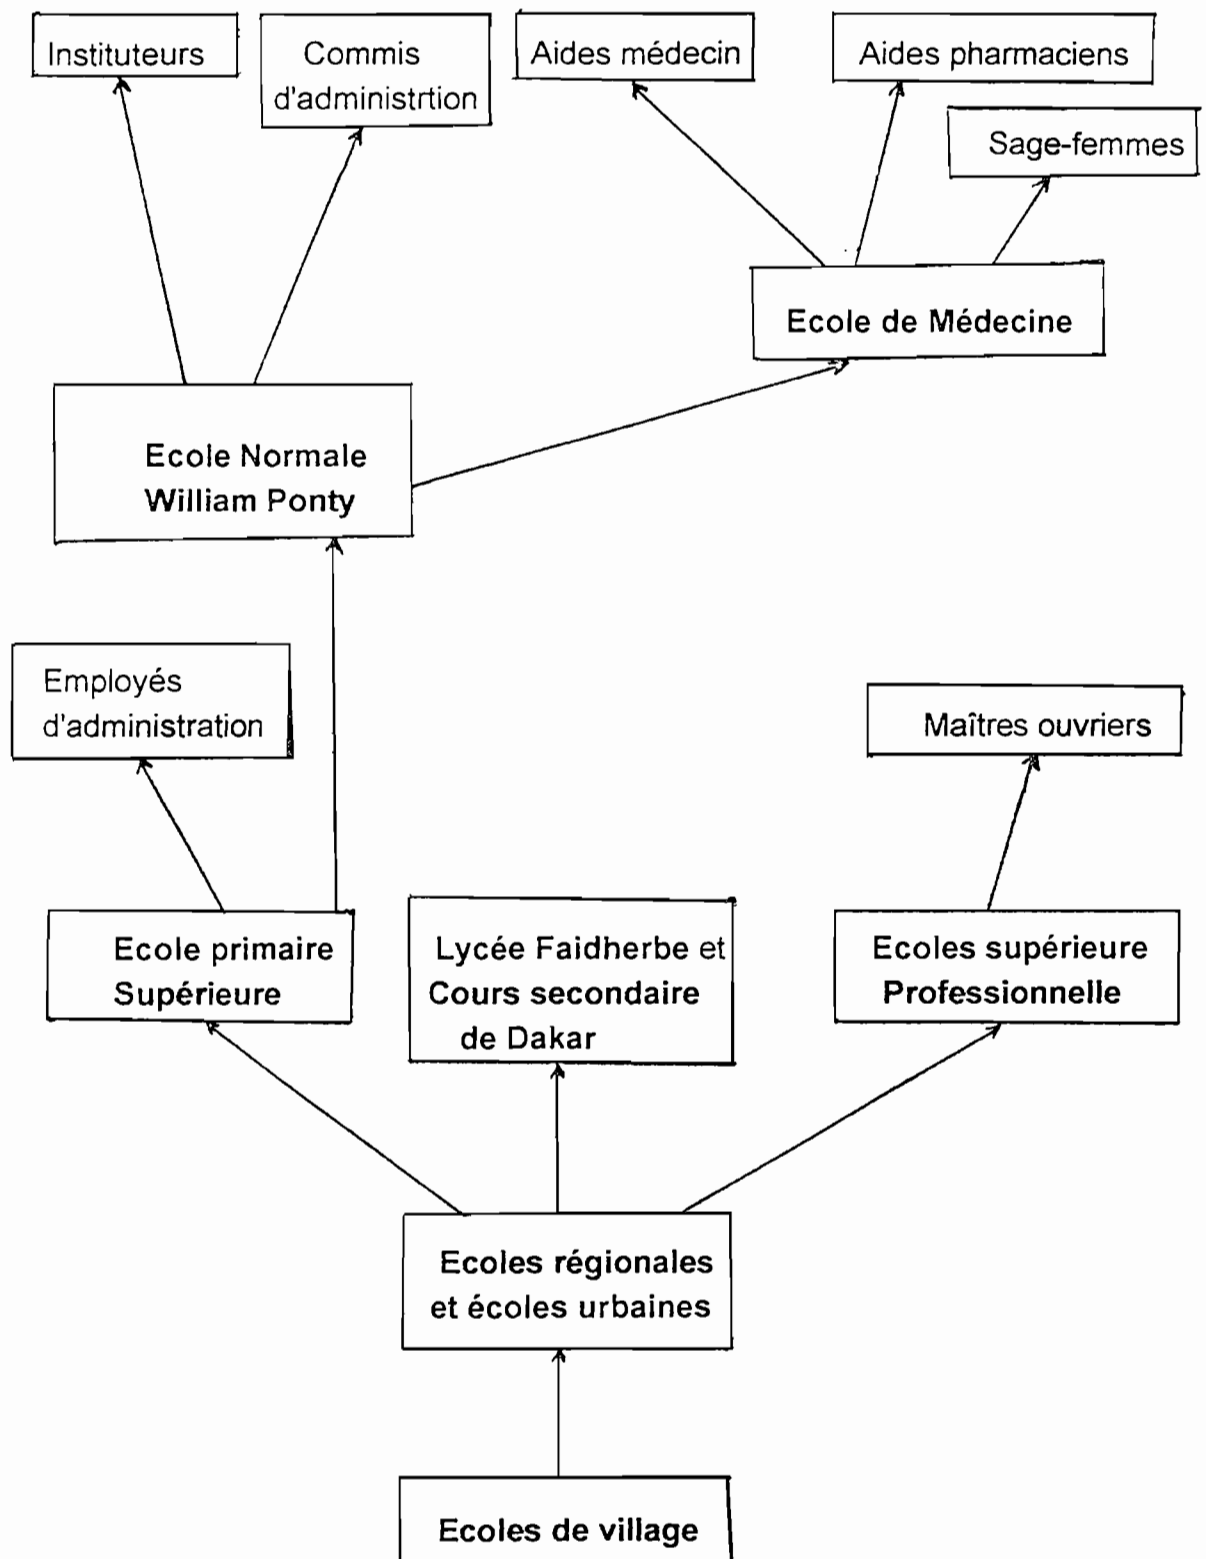 Instituteurs
Commis
d'administrtion
Aides médecin
Aides pharmaciens
Sage-femmes
Ecole de Médecine
Ecole Normale
William Ponty
Employés
d'administration
Maîtres ouvriers
Ecole primaire
Supérieure
Lycée Faidherbe et
Cours secondaire
de Dakar
Ecoles supérieure
Professionnelle
Ecoles régionales
et écoles urbaines
Ecoles de village